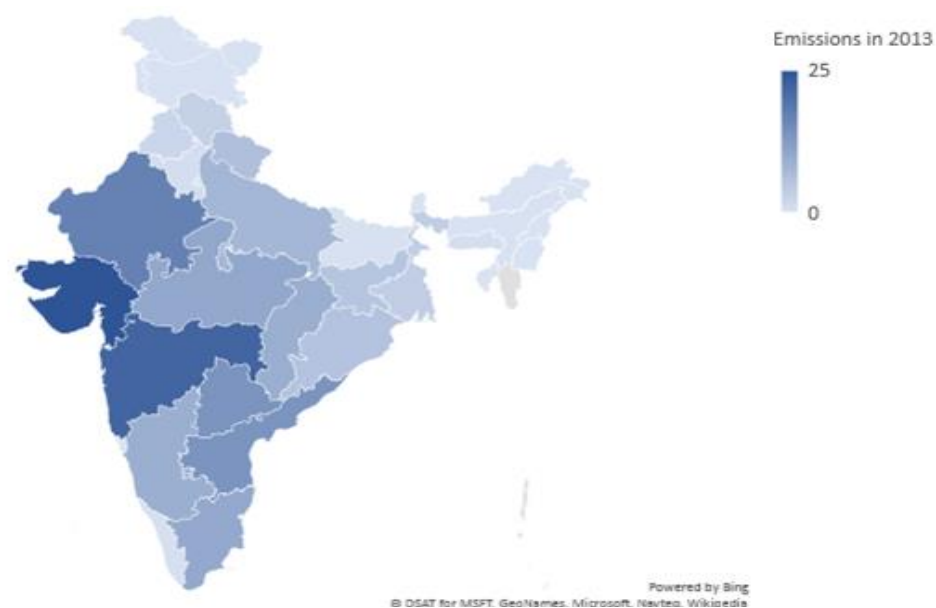 Emissions in 2013
25
0
Powered by Bing
© DSAT for MSFT, GeoNames, Microsoft, Navteq, Wikipedia